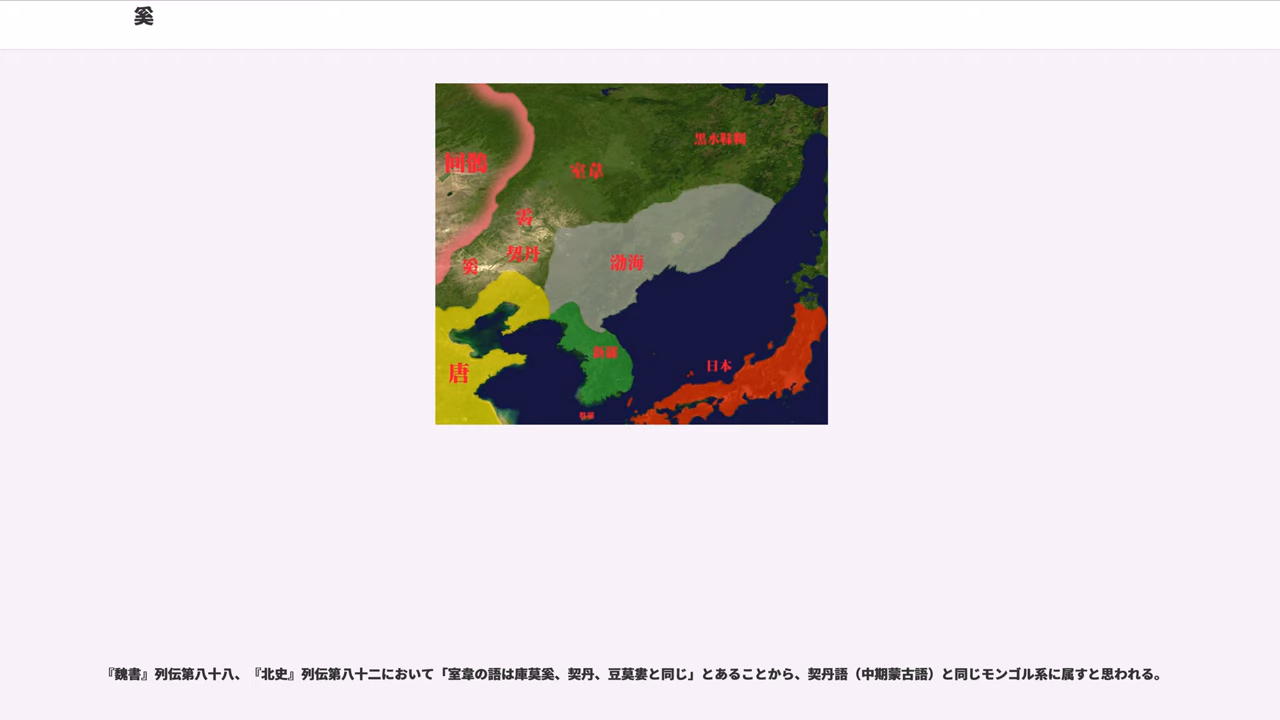 奚
黒水靺鞨
回鶻
室韋
霫
契丹
奚
渤海
新羅
日本
唐
『魏書』列伝第八十八、『北史』列伝第八十二において「室韋の語は庫莫奚、契丹、豆莫婁と同じ」とあることから、契丹語（中期蒙古語）と同じモンゴル系に属すと思われる。